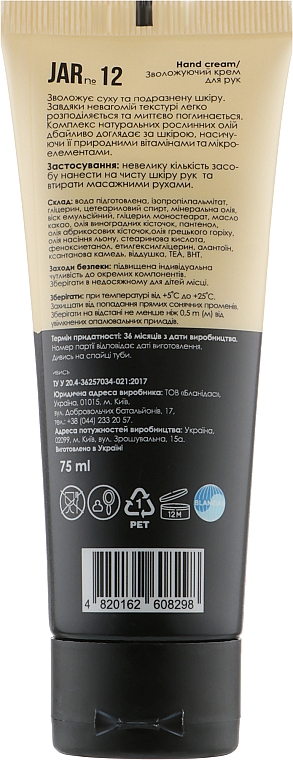 JAR № 12
Hand cream/
Зволожуючий крем
для рук
Зволожує суху та подразнену шкіру.
Завдяки невагомій текстурі легко
розподіляється та миттєво поглинається.
Комплекс натуральних рослинних олій
дбайливо доглядає за шкірою, насичу-
ючи її природними вітамінами та мікро-
елементами.
Застосування: невелику кількість засо-
бу нанести на чисту шкіру рук та
втирати масажними рухами.
Склад: вода підготовлена, ізопропілпальмітат,
гліцерин, цетеариловий спирт, мінеральна олія,
віск емульсійний, гліцерил моностеарат, масло
какао, олія виноградних кісточок, пантенол,
олія абрикосових кісточок,олія грецького горіху,
олія насіння льону, стеаринова кислота,
феноксиетанол, етилгексилгліцерин, алантоїн,
ксантанова камедь, віддушка, ТЕА, ВНТ.
Заходи безпеки: підвищена індивідуальна
чутливість до окремих компонентів.
Зберігати в недосяжному для дітей місці.
Зберігати: при температурі від +5°С до +25°С.
Захищати від попадання прямих сонячних променів.
Зберігати на відстані не менше ніж 0,5 m (м) від
увімкнених опалювальних приладів.
Термін придатності: 36 місяців з дати виробництва.
Номер партії відповідає даті виготовлення.
Дивись на спайці туби.
ТУ У 20.4-36257034-021:2017
Юридична адреса виробника: ТОВ «Бланідас»,
Україна, 01015, м. Київ,
вул. Добровольчих батальйонів, 17,
тел. +38 (044) 233 20 57.
Адреса потужностей виробництва: Україна,
02099, м. Київ, вул. Зрошувальна, 15а.
Виготовлено в Україні
75 ml
1
PET
12M
4 820162 608298